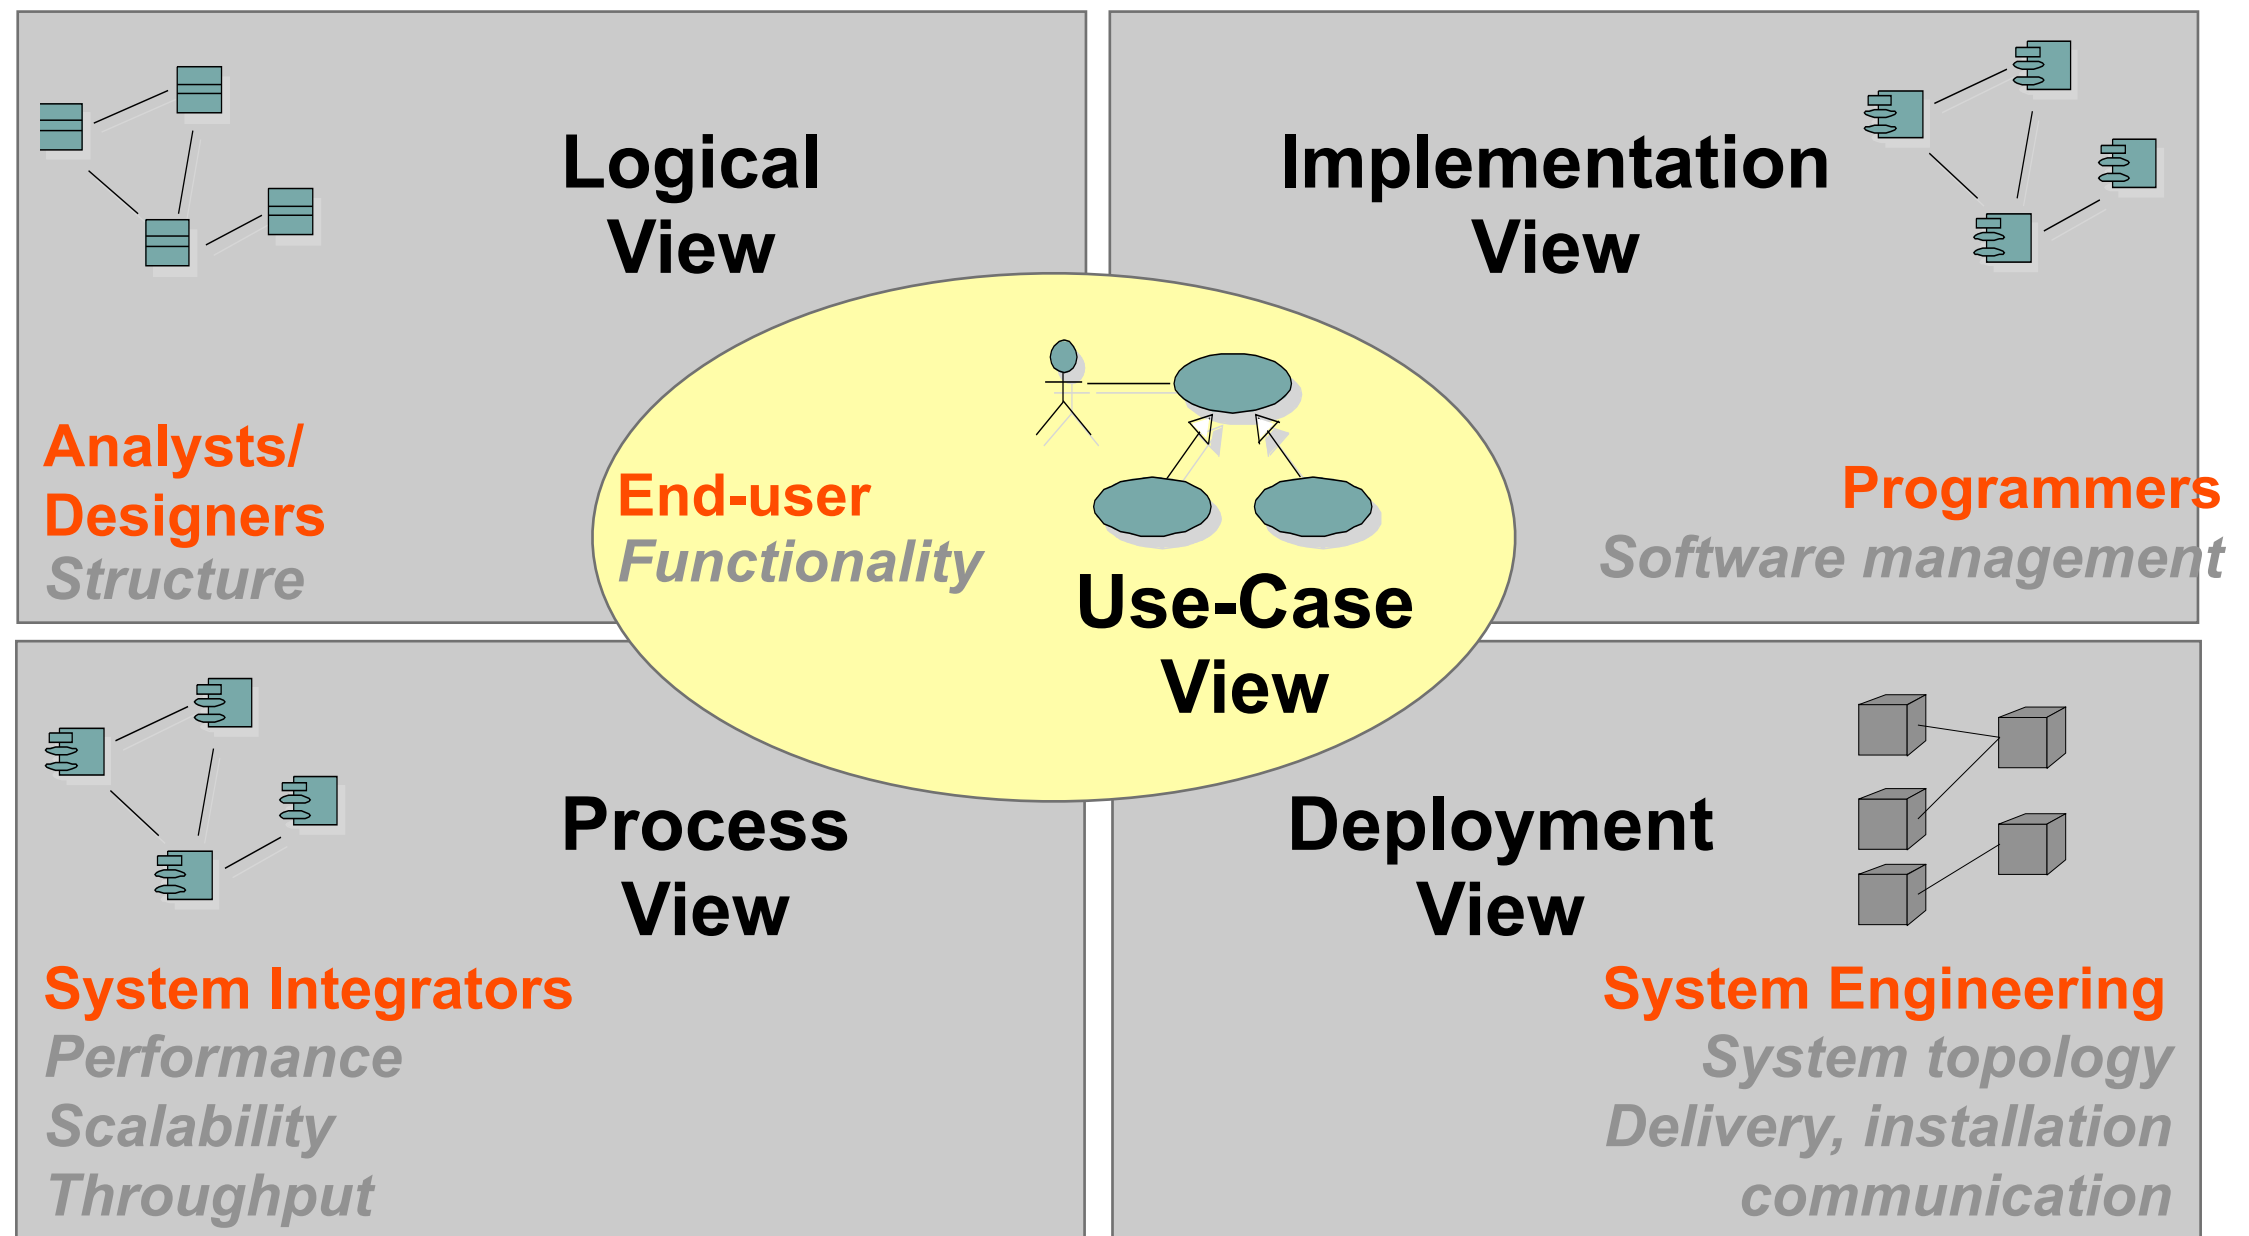 Logical
View
Analysts/
Designers
Structure
Implementation
View
Programmers
Software management
End-user
Functionality
Use-Case
View
Process
View
System Integrators
Performance
Scalability
Throughput
Deployment
View
System Engineering
System topology
Delivery, installation
communication